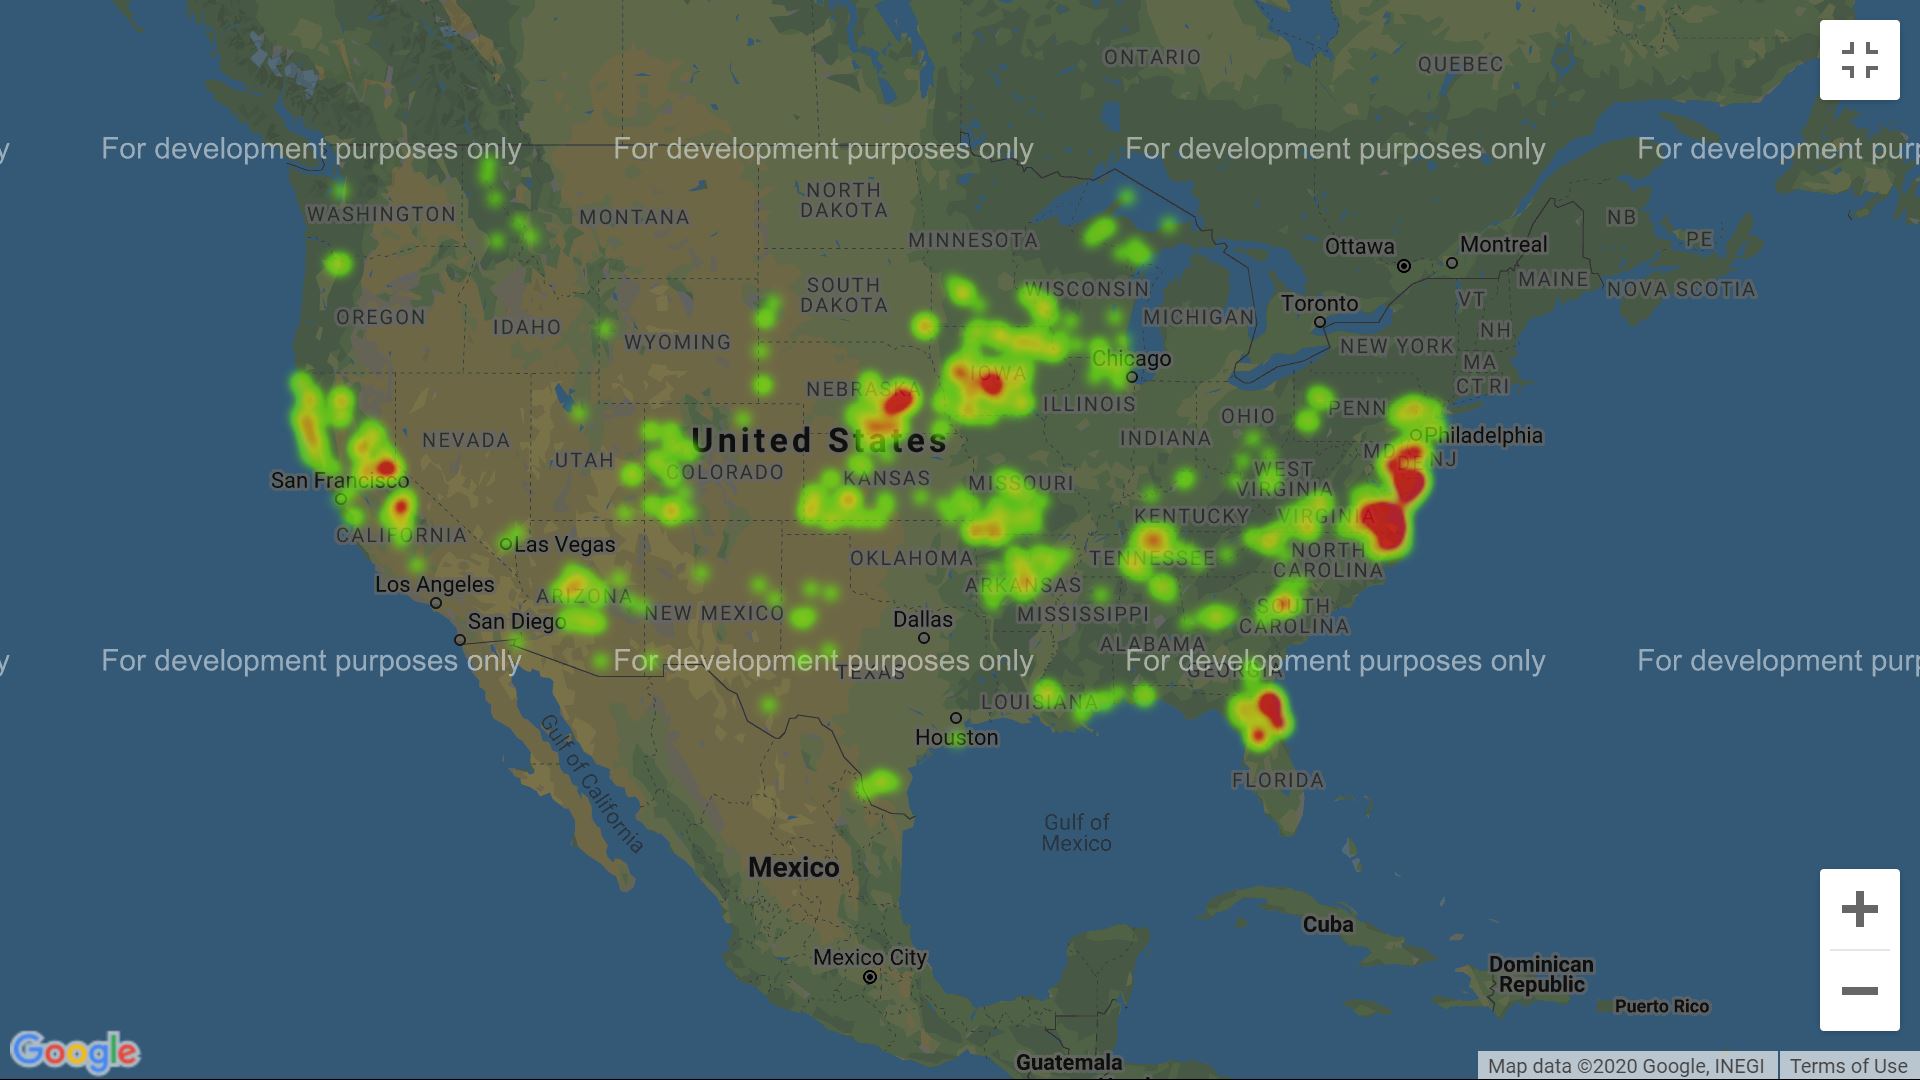 ONTARIO
QUEBEC
y
For development purposes only
For development purposes only
For development purposes only
For development purp
NORTH
DAKOTA
WASHINGTON
MONTANA
NB
MINNESOTA
PE
Ottawa
Montreal
MAINE
NOVA SCOTIA
SOUTH
DAKOTA
WISCONSIN
VT
Toronto
OREGON
IDAHO
MICHIGAN
NH
WYOMING
NEW YORK
Chicago
MA
IOWA
CT RI
NEBRASKA
ILLINOIS
PENN
OHIO
NEVADA
United States
INDIANA
Philadelphia
MD
DE NJ
UTAH
COLORADO
WEST
VIRGINIA
San Francisco
KANSAS
MISSOURI
KENTUCKY
VIRGINIA
CALIFORNIA
Las Vegas
OKLAHOMA
TENNESSEE
NORTH
CAROLINA
Los Angeles
ARIZONA
ARKANSAS
NEW MEXICO
MISSISSIPPI
SOUTH
CAROLINA
San Diego
Dallas
ALABAMA
y
For development purposes only
For development purposes only
For development purposes only
For development purp
TEXAS
GEORGIA
LOUISIANA
Houston
Gulf of California
FLORIDA
Gulf of
Mexico
Mexico
Cuba
Mexico City
Dominican
Republic
Puerto Rico
Guatemala
Google
Map data ©2020 Google, INEGI
Terms of Use